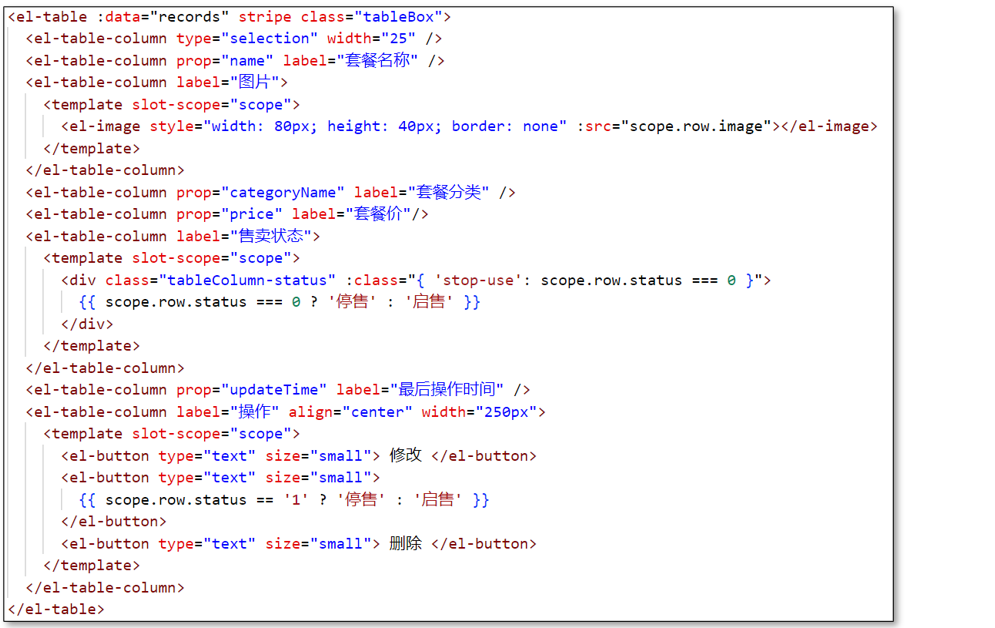 <el-table :data="records" stripe class="tableBox">
  <el-table-column type="selection" width="25" />
  <el-table-column prop="name" label="套餐名称" />
  <el-table-column label="图片">
    <template slot-scope="scope">
      <el-image style="width: 80px; height: 40px; border: none" :src="scope.row.image"></el-image>
    </template>
  </el-table-column>
  <el-table-column prop="categoryName" label="套餐分类" />
  <el-table-column prop="price" label="套餐价"/>
  <el-table-column label="售卖状态">
    <template slot-scope="scope">
      <div class="tableColumn-status" :class="{ 'stop-use': scope.row.status === 0 }">
        {{ scope.row.status === 0 ? '停售' : '启售' }}
      </div>
    </template>
  </el-table-column>
  <el-table-column prop="updateTime" label="最后操作时间" />
  <el-table-column label="操作" align="center" width="250px">
    <template slot-scope="scope">
      <el-button type="text" size="small"> 修改 </el-button>
      <el-button type="text" size="small">
        {{ scope.row.status == '1' ? '停售' : '启售' }}
      </el-button>
      <el-button type="text" size="small"> 删除 </el-button>
    </template>
  </el-table-column>
</el-table>